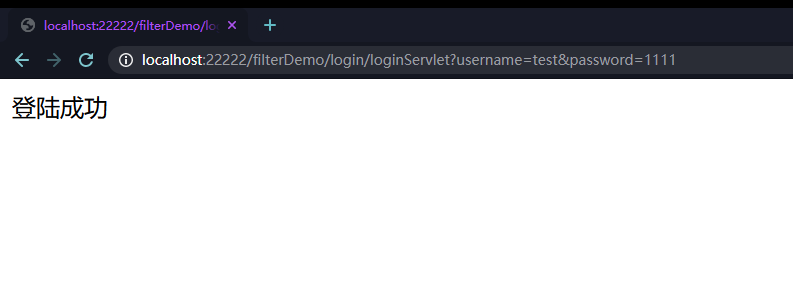 localhost:22222/filterDemo/lo
localhost:22222/filterDemo/login/loginServlet?username=test&password=1111
登陆成功